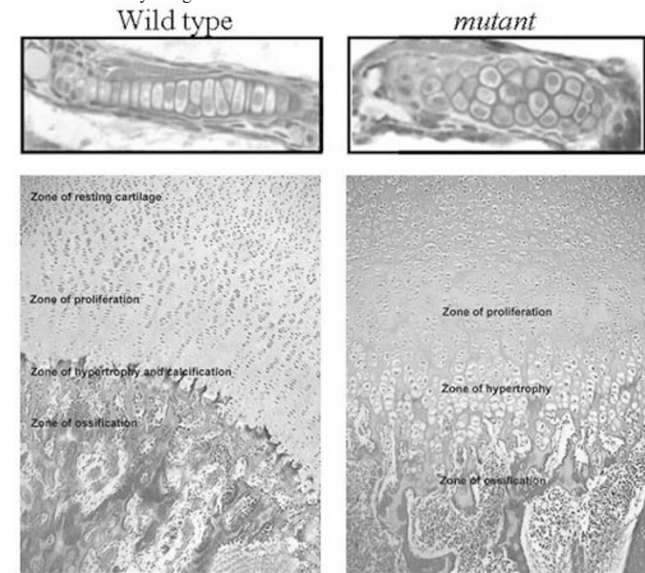 Wild type
mutant
Zone of resting cartilage
Zone of proliferation
Zone of hypertrophy and calcification
Zone of ossification
Zone of proliferation
Zone of hypertrophy
Zone of ossification